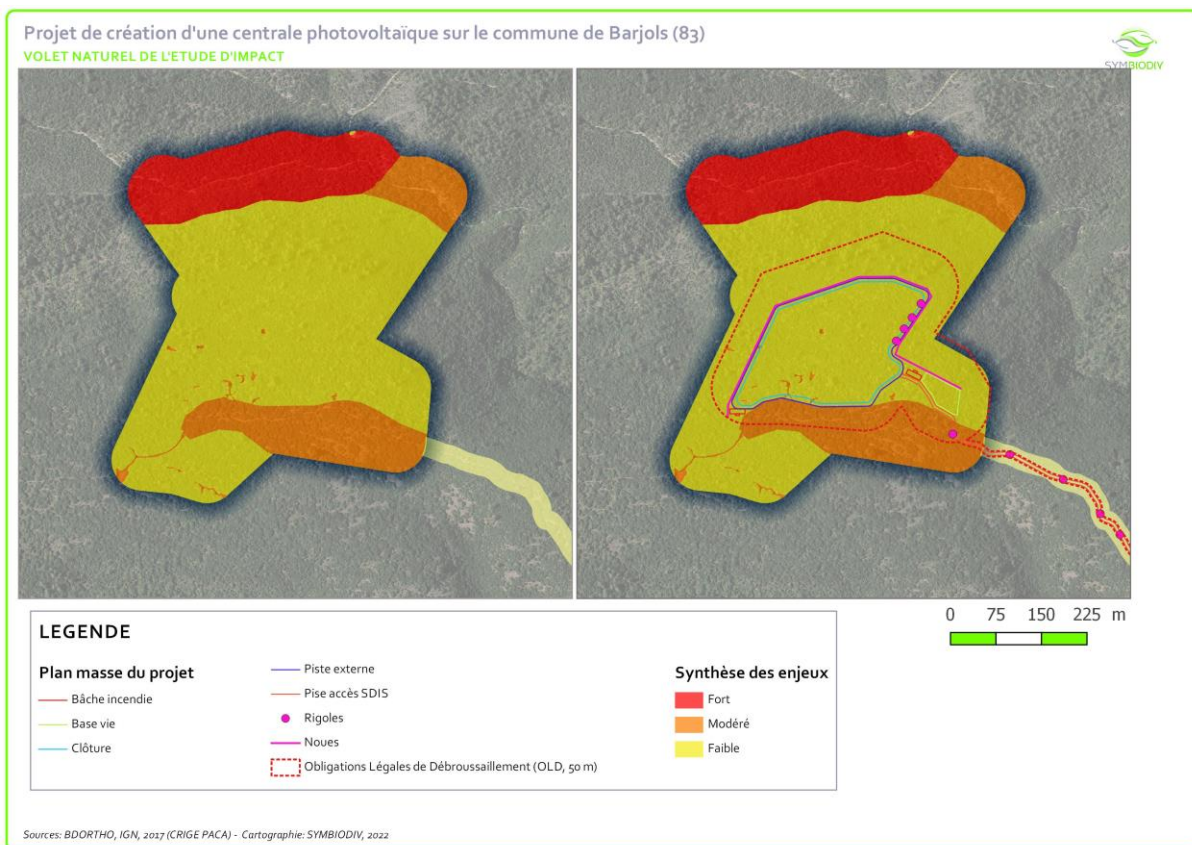 Projet de création d'une centrale photovoltaïque sur le commune de Barjols (83)
VOLET NATUREL DE L'ETUDE D'IMPACT
SYMBIODIV
0 75 150 225 m
LEGENDE
Plan masse du projet
Bâche incendie
Base vie
Clôture
Piste externe
Pise accès SDIS
Rigoles
Noues
Obligations Légales de Débroussaillement (OLD, 50 m)
Synthèse des enjeux
Fort
Modéré
Faible
Sources: BDORTHO, IGN, 2017 (CRIGE PACA) - Cartographie: SYMBIODIV, 2022